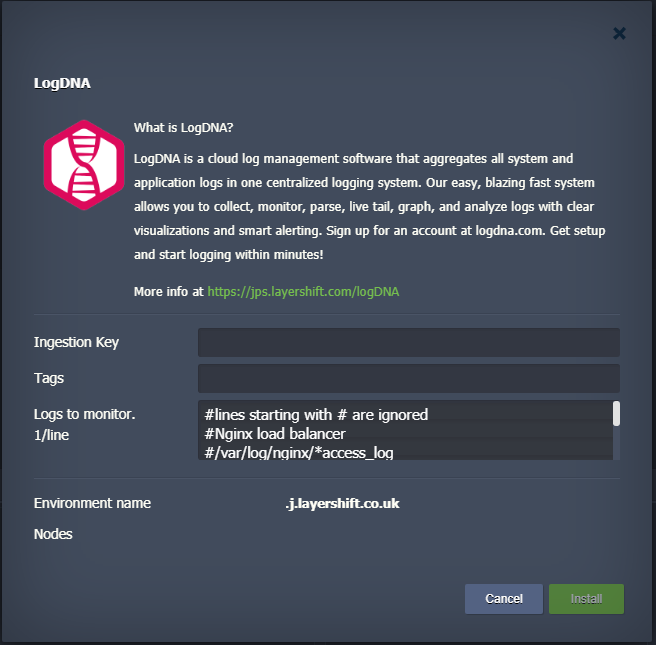 LogDNA
What is LogDNA?
LogDNA is a cloud log management software that aggregates all system and
application logs in one centralized logging system. Our easy, blazing fast system
allows you to collect, monitor, parse, live tail, graph, and analyze logs with clear
visualizations and smart alerting. Sign up for an account at logdna.com. Get setup
and start logging within minutes!
More info at https://jps.layershift.com/logDNA
Ingestion Key
Tags
Logs to monitor.
1/line
#lines starting with # are ignored
#Nginx load balancer
#/var/log/nginx/*access_log
Environment name
.j.layershift.co.uk
Nodes
Cancel
Install